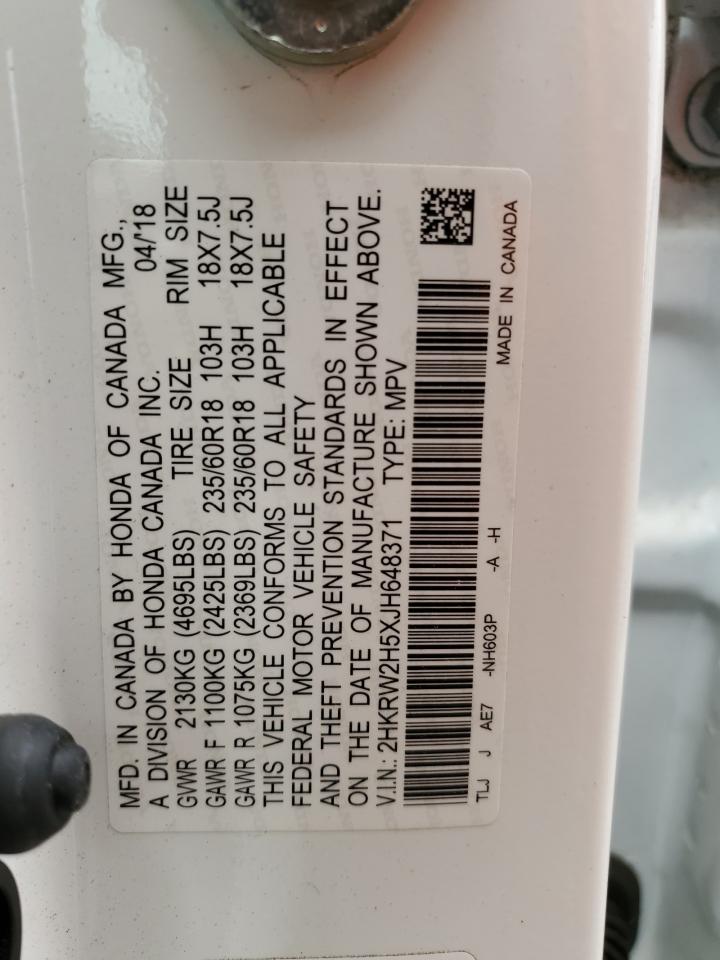 MFD. IN CANADA BY HONDA OF CANADA MFG.,
A DIVISION OF HONDA CANADA INC. 04/'18
GVWR 2130KG (4695LBS) TIRE SIZE RIM SIZE
GAWR F 1100KG (2425LBS) 235/60R18 103H 18X7.5J
GAWR R 1075KG (2369LBS) 235/60R18 103H 18X7.5J
THIS VEHICLE CONFORMS TO ALL APPLICABLE
FEDERAL MOTOR VEHICLE SAFETY
AND THEFT PREVENTION STANDARDS IN EFFECT
ON THE DATE OF MANUFACTURE SHOWN ABOVE.
V.I.N.: 2HKRW2H5XJH648371 TYPE: MPV
TLJ J AE7 -NH603P -A -H
MADE IN CANADA